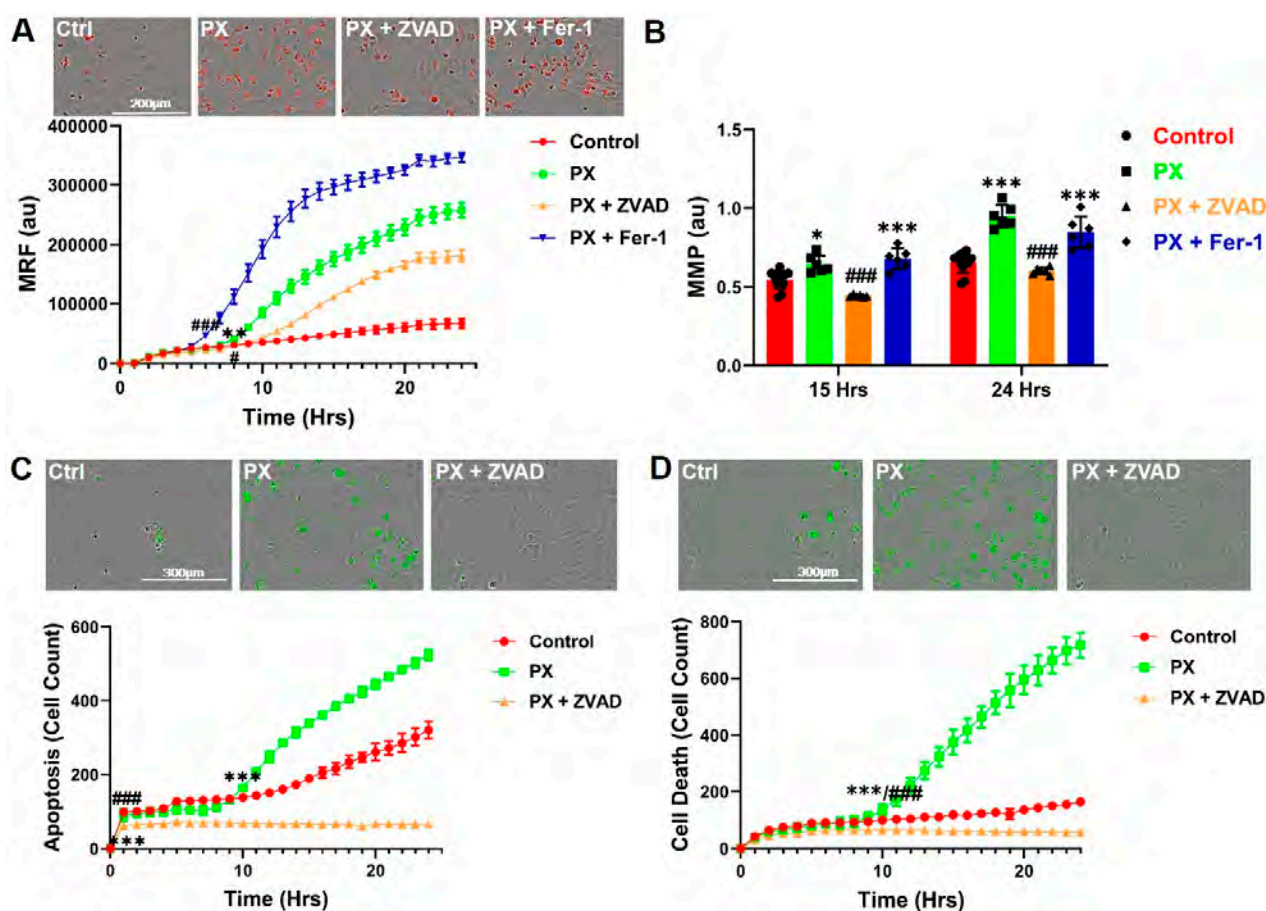 A
Ctrl
PX
PX + ZVAD
PX + Fer-1
200µm
MRF (au)
400000
300000
200000
100000
0
###
**
#
0
10
20
Time (Hrs)
Control
PX
PX + ZVAD
PX + Fer-1
B
MMP (au)
1.5
1.0
0.5
0.0
*
###
***
***
###
***
15 Hrs
24 Hrs
Control
PX
PX + ZVAD
PX + Fer-1
C
Ctrl
PX
PX + ZVAD
300µm
Apoptosis (Cell Count)
600
400
200
0
###
***
***
0
10
20
Time (Hrs)
Control
PX
PX + ZVAD
D
Ctrl
PX
PX + ZVAD
300µm
Cell Death (Cell Count)
800
600
400
200
0
***/###
0
10
20
Time (Hrs)
Control
PX
PX + ZVAD